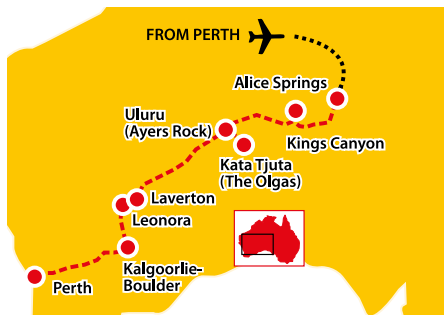 FROM PERTH
Alice Springs
Uluru
(Ayers Rock)
Kings Canyon
Kata Tjuta
(The Olgas)
Laverton
Leonora
Kalgoorlie-
Boulder
Perth